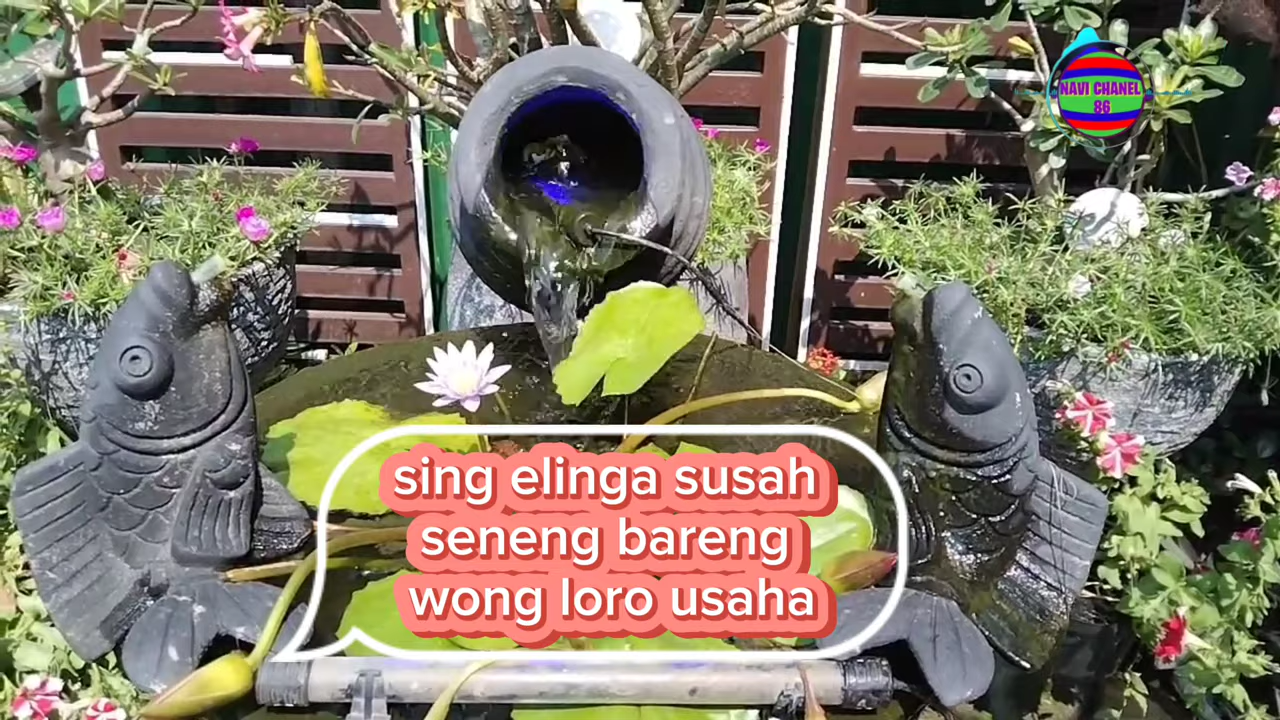 NAVI CHANEL
86
sing elinga susah
seneng bareng
wong loro usaha